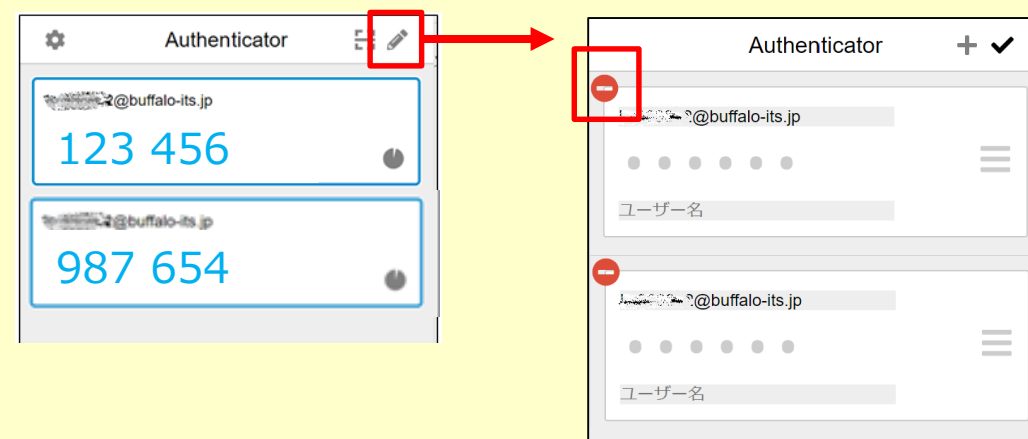 Authenticator
@buffalo-its.jp
123 456
@buffalo-its.jp
987 654
Authenticator
@buffalo-its.jp
ユーザー名
@buffalo-its.jp
ユーザー名